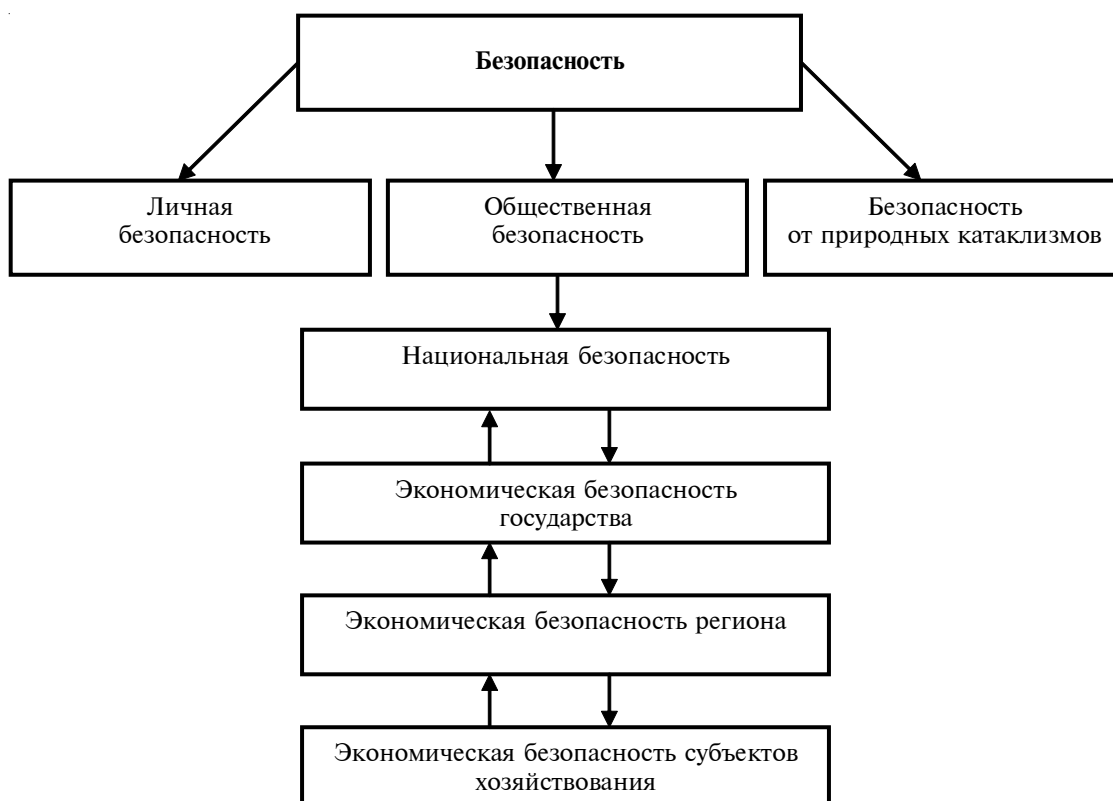 Безопасность
Личная
безопасность
Общественная
безопасность
Безопасность
от природных катаклизмов
Национальная безопасность
Экономическая безопасность
государства
Экономическая безопасность региона
Экономическая безопасность субъектов
хозяйствования